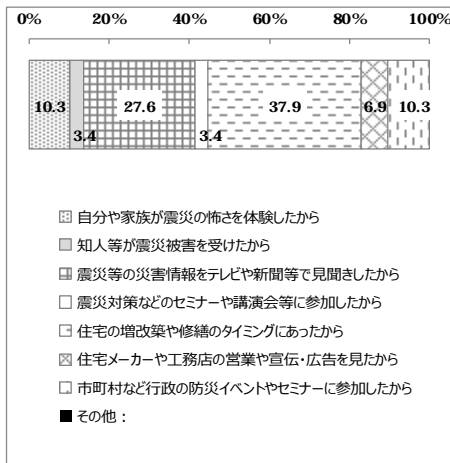 0% 20% 40% 60% 80% 100%
10.3 3.4 27.6 3.4 37.9 6.9 10.3
自分や家族が震災の怖さを体験したから
知人等が震災被害を受けたから
震災等の災害情報をテレビや新聞等で見聞きしたから
震災対策などのセミナーや講演会等に参加したから
住宅の増改築や修繕のタイミングにあったから
住宅メーカーや工務店の営業や宣伝・広告を見たから
市町村など行政の防災イベントやセミナーに参加したから
その他：